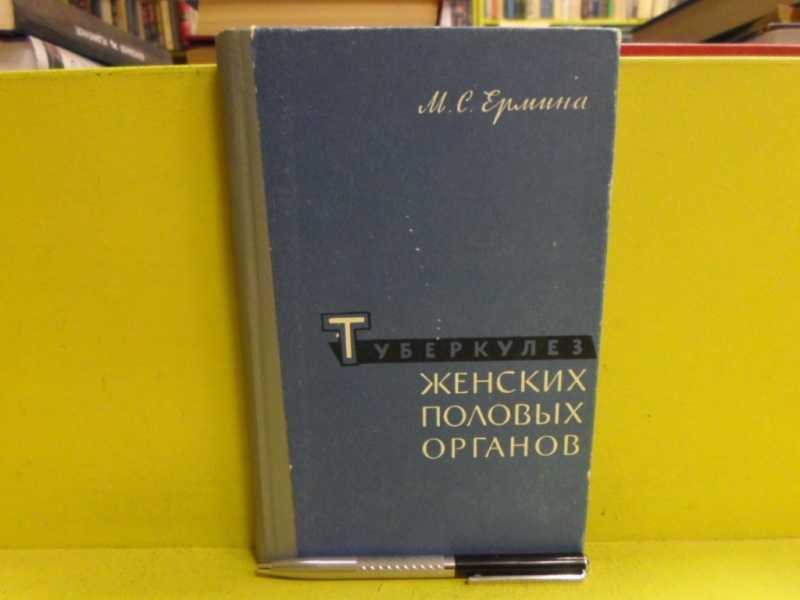 М. С. Ермина
ТУБЕРКУЛЕЗ
ЖЕНСКИХ
ПОЛОВЫХ
ОРГАНОВ